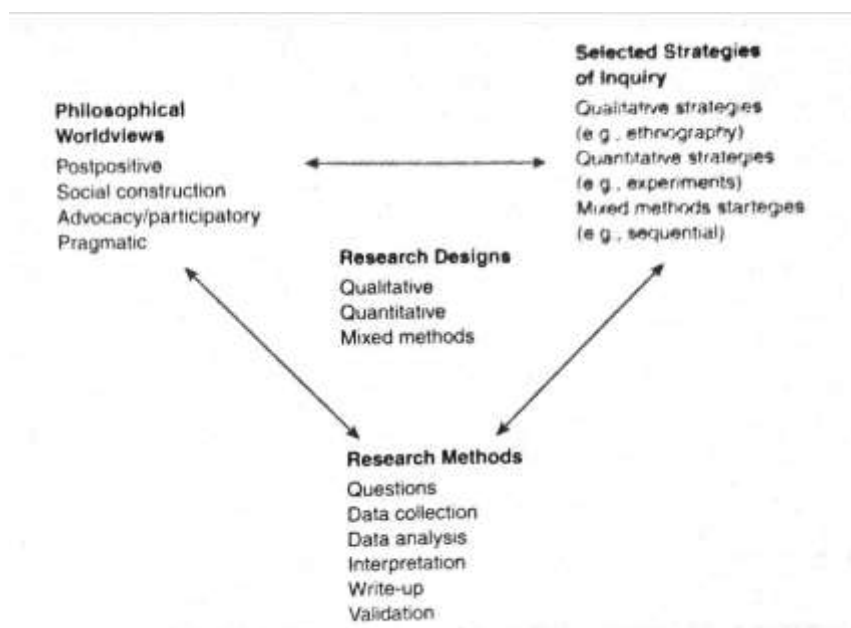 Philosophical
Worldviews
Postpositive
Social construction
Advocacy/participatory
Pragmatic
Selected Strategies
of Inquiry
Qualitative strategies
(e g , ethnography)
Quantitative strategies
(e g., experiments)
Mixed methods startegies
(e g., sequential)
Research Designs
Qualitative
Quantitative
Mixed methods
Research Methods
Questions
Data collection
Data analysis
Interpretation
Write-up
Validation